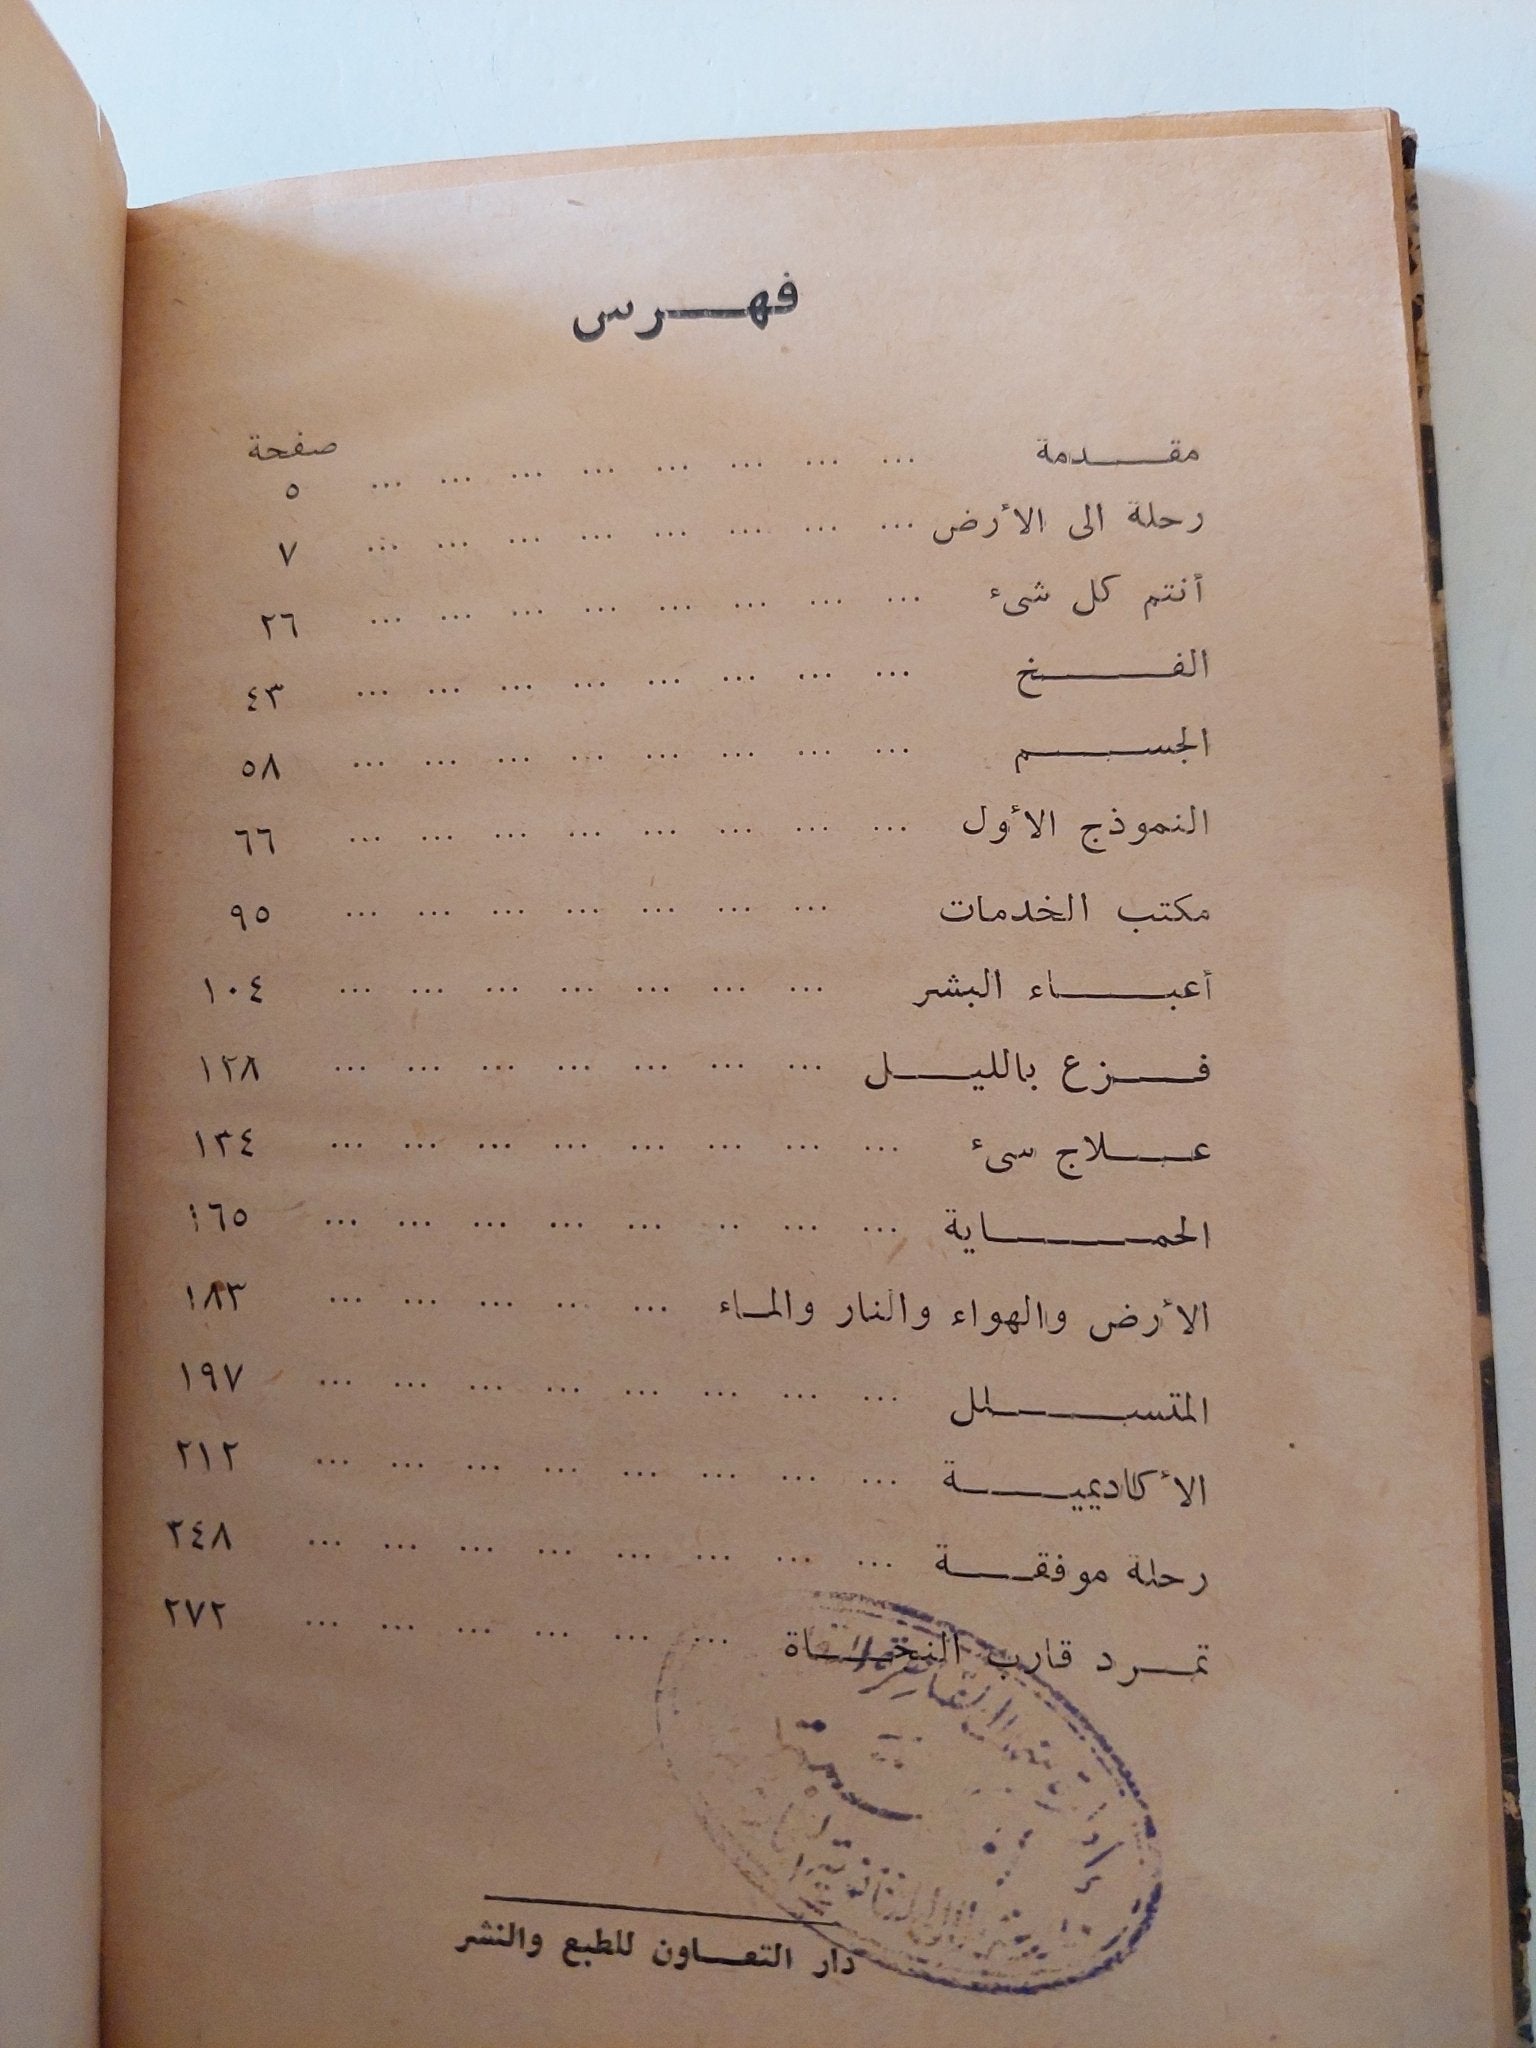 فهرس
صفحة
مقدمة ... ... ... ... ... ... ... ... ٥
رحلة الى الأرض ... ... ... ... ... ... ... ... ٧
أنتم كل شىء ... ... ... ... ... ... ... ... ٢٦
الفخ ... ... ... ... ... ... ... ... ٤٣
الجسم ... ... ... ... ... ... ... ... ٥٨
النموذج الأول ... ... ... ... ... ... ... ... ٦٦
مكتب الخدمات ... ... ... ... ... ... ... ٩٥
أعباء البشر ... ... ... ... ... ... ... ١٠٤
فزع بالليل ... ... ... ... ... ... ... ١٢٨
علاج سىء ... ... ... ... ... ... ... ... ١٣٤
الحماية ... ... .. ... ... ... ... ... ١٦٥
الأرض والهواء والنار والماء ... ... ... ... ... ١٨٣
المتسلل ... ... ... ... ... ... ... ... ١٩٧
الأكاديمية ... ... ... ... ... ... ... ... ٢١٢
رحلة موفقة ... ... ... ... ... ... ... ... ٢٤٨
تمرد قارب النجاة ... ... ... ... ... ... ٢٧٢
دار التعاون للطبع والنشر